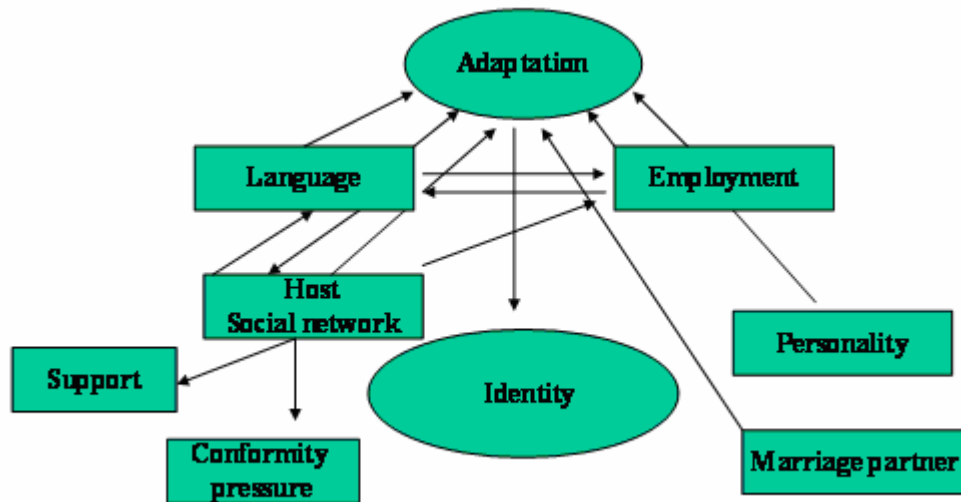 Adaptation
Language
Employment
Host
Social network
Personality
Support
Identity
Conformity
pressure
Marriage partner